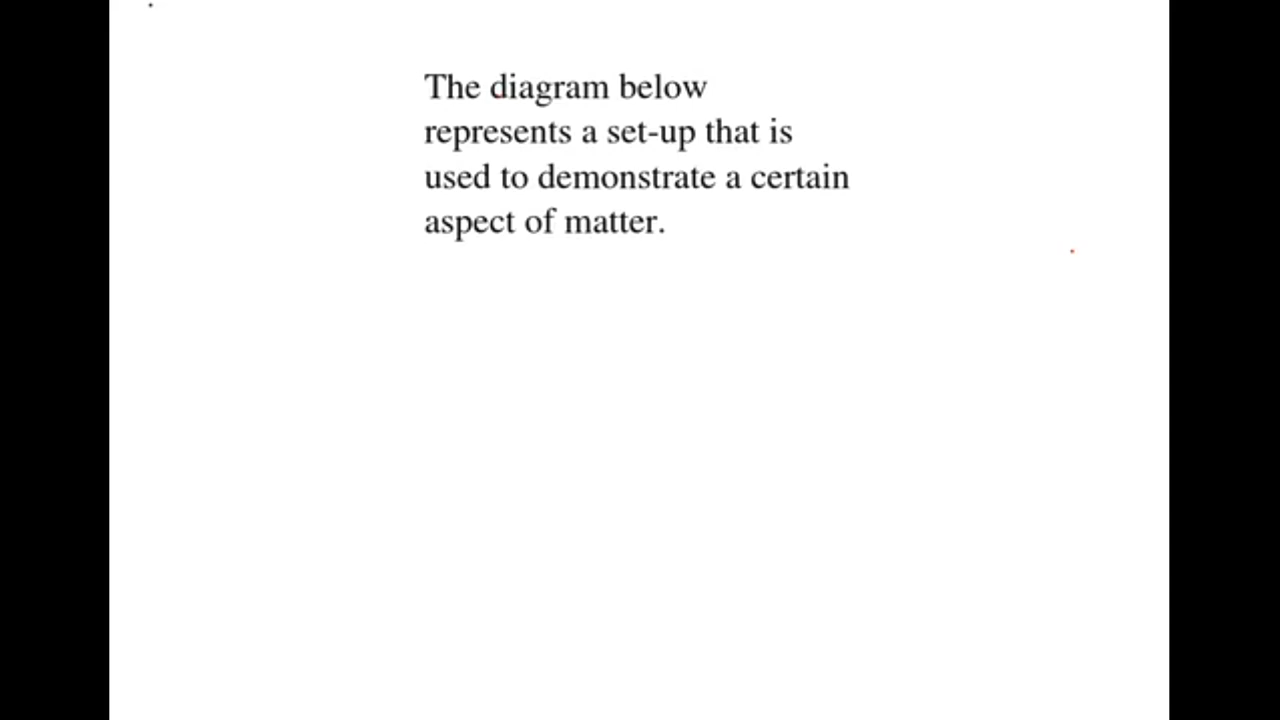 The diagram below
represents a set-up that is
used to demonstrate a certain
aspect of matter.